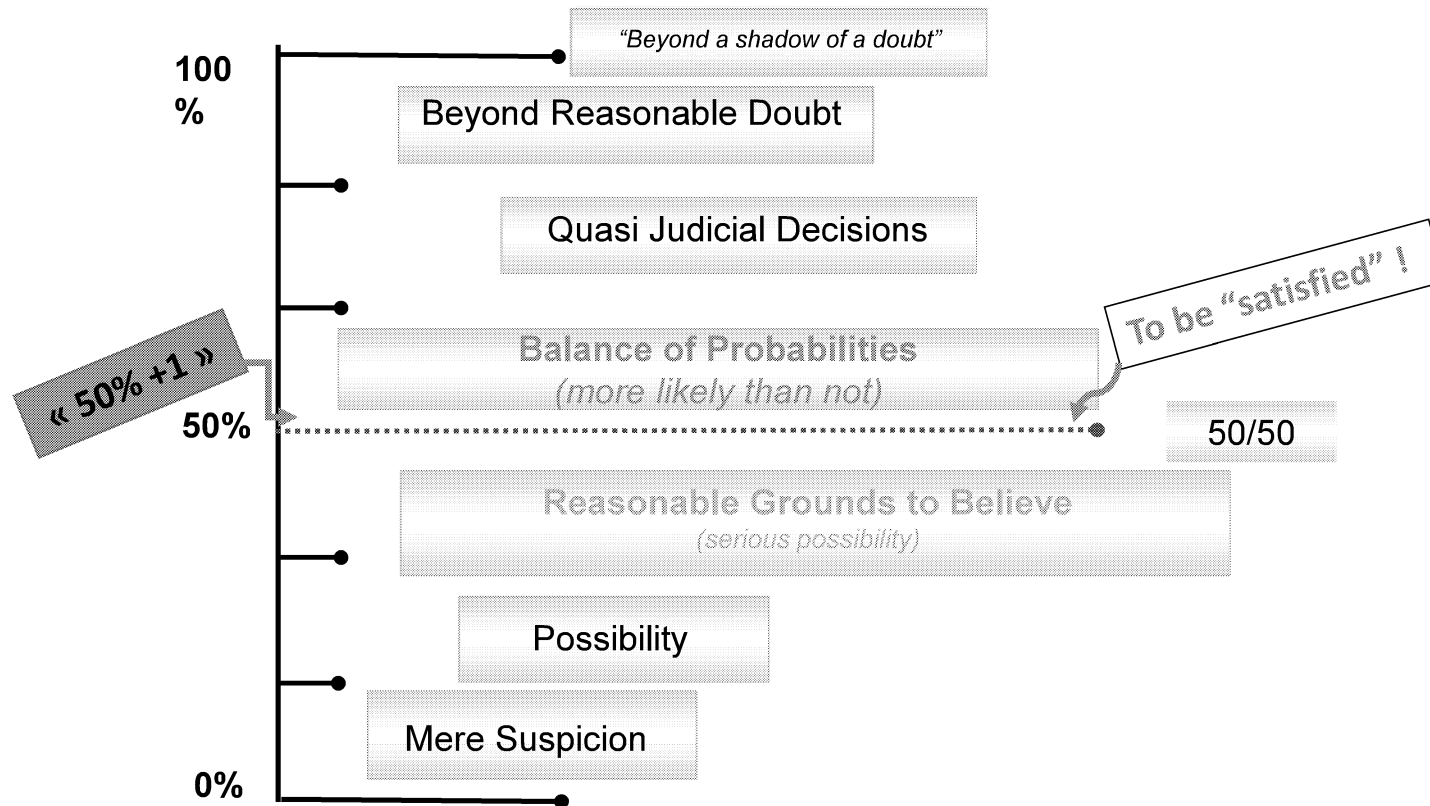 “Beyond a shadow of a doubt”
100
%
Beyond Reasonable Doubt
Quasi Judicial Decisions
To be “satisfied” !
Balance of Probabilities
(more likely than not)
« 50% +1 »
50%
50/50
Reasonable Grounds to Believe
(serious possibility)
Possibility
Mere Suspicion
0%